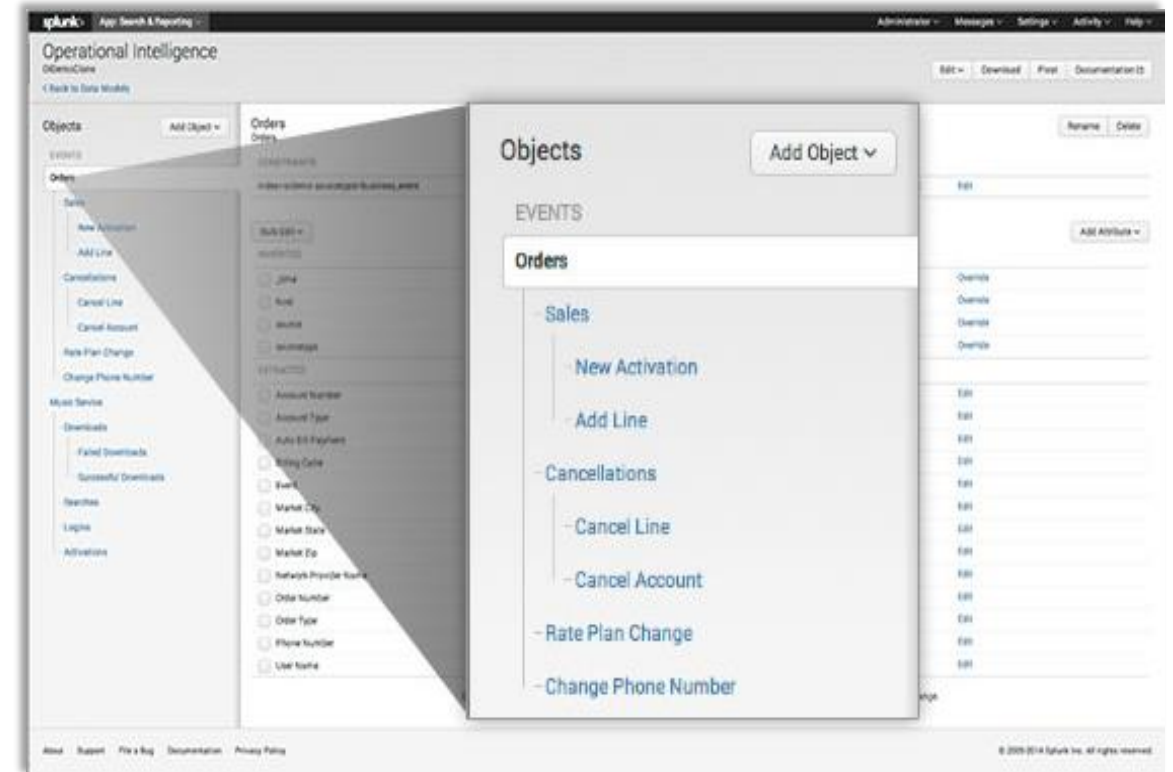 splunk> App: Search & Reporting
Administrator Messages Settings Activity Help
Operational Intelligence
Edit Download Pivot Documentation
< Back to Data Models
Objects Add Object
EVENTS
Orders
Sales
New Activation
Add Line
Cancellations
Cancel Line
Cancel Account
Rate Plan Change
Change Phone Number
Music Service
Downloads
Failed Downloads
Successful Downloads
Searches
Logins
Activations
Orders
Orders
Rename Delete
CONSTRAINTS
Edit
Bulk Edit
Add Attribute
INHERITED
_time Override
host Override
source Override
sourcetype Override
EXTRACTED
Account Number Edit
Account Type Edit
Auto Bill Payment Edit
Billing Cycle Edit
Event Edit
Market City Edit
Market State Edit
Market Zip Edit
Network Provider Name Edit
Order Number Edit
Order Type Edit
Phone Number Edit
User Name Edit
Objects
Add Object
EVENTS
Orders
Sales
New Activation
Add Line
Cancellations
Cancel Line
Cancel Account
Rate Plan Change
Change Phone Number
About Support File a Bug Documentation Privacy Policy
© 2005-2014 Splunk Inc. All rights reserved.